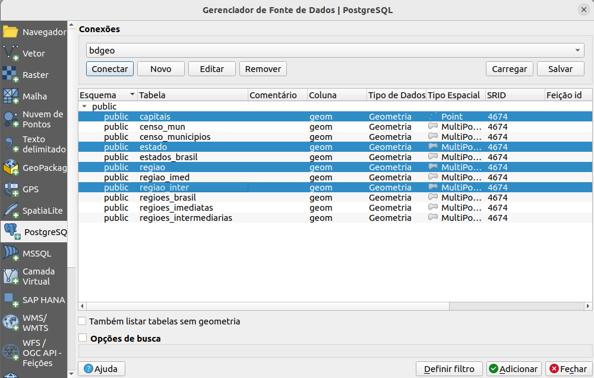 Gerenciador de Fonte de Dados | PostgreSQL
Navegador
Vetor
Raster
Malha
Nuvem de
Pontos
Texto
delimitado
GeoPackag
GPS
SpatiaLite
PostgreSQ
MSSQL
Camada
Virtual
SAP HANA
WMS/
WMTS
WFS /
OGC API -
Feições
Conexões
bdgeo
Conectar Novo Editar Remover Carregar Salvar
Esquema Tabela Comentário Coluna Tipo de Dados Tipo Espacial SRID Feição id
public
public capitais geom Geometria Point 4674
public censo_mun geom Geometria MultiPo... 4674
public censo_municipios geom Geometria MultiPo... 4674
public estado geom Geometria MultiPo... 4674
public estados_brasil geom Geometria MultiPo... 4674
public regiao geom Geometria MultiPo... 4674
public regiao_imed geom Geometria MultiPo... 4674
public regiao_inter geom Geometria MultiPo... 4674
public regioes_brasil geom Geometria MultiPo... 4674
public regioes_imediatas geom Geometria MultiPo... 4674
public regioes_intermediarias geom Geometria MultiPo... 4674
Também listar tabelas sem geometria
Opções de busca
Ajuda Definir filtro Adicionar Fechar